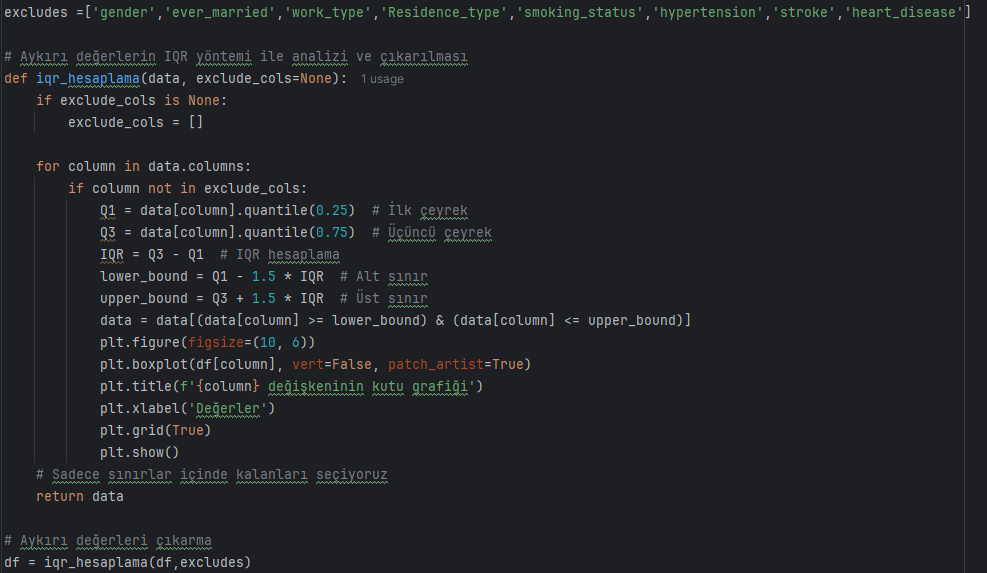 excludes =['gender','ever_married','work_type','Residence_type','smoking_status','hypertension','stroke','heart_disease']
# Aykırı değerlerin IQR yöntemi ile analizi ve çıkarılması
def iqr_hesaplama(data, exclude_cols=None): 1 usage
    if exclude_cols is None:
        exclude_cols = []
    for column in data.columns:
        if column not in exclude_cols:
            Q1 = data[column].quantile(0.25)  # İlk çeyrek
            Q3 = data[column].quantile(0.75)  # Üçüncü çeyrek
            IQR = Q3 - Q1  # IQR hesaplama
            lower_bound = Q1 - 1.5 * IQR  # Alt sınır
            upper_bound = Q3 + 1.5 * IQR  # Üst sınır
            data = data[(data[column] >= lower_bound) & (data[column] <= upper_bound)]
            plt.figure(figsize=(10, 6))
            plt.boxplot(df[column], vert=False, patch_artist=True)
            plt.title(f'{column} değişkeninin kutu grafiği')
            plt.xlabel('Değerler')
            plt.grid(True)
            plt.show()
    # Sadece sınırlar içinde kalanları seçiyoruz
    return data
# Aykırı değerleri çıkarma
df = iqr_hesaplama(df,excludes)